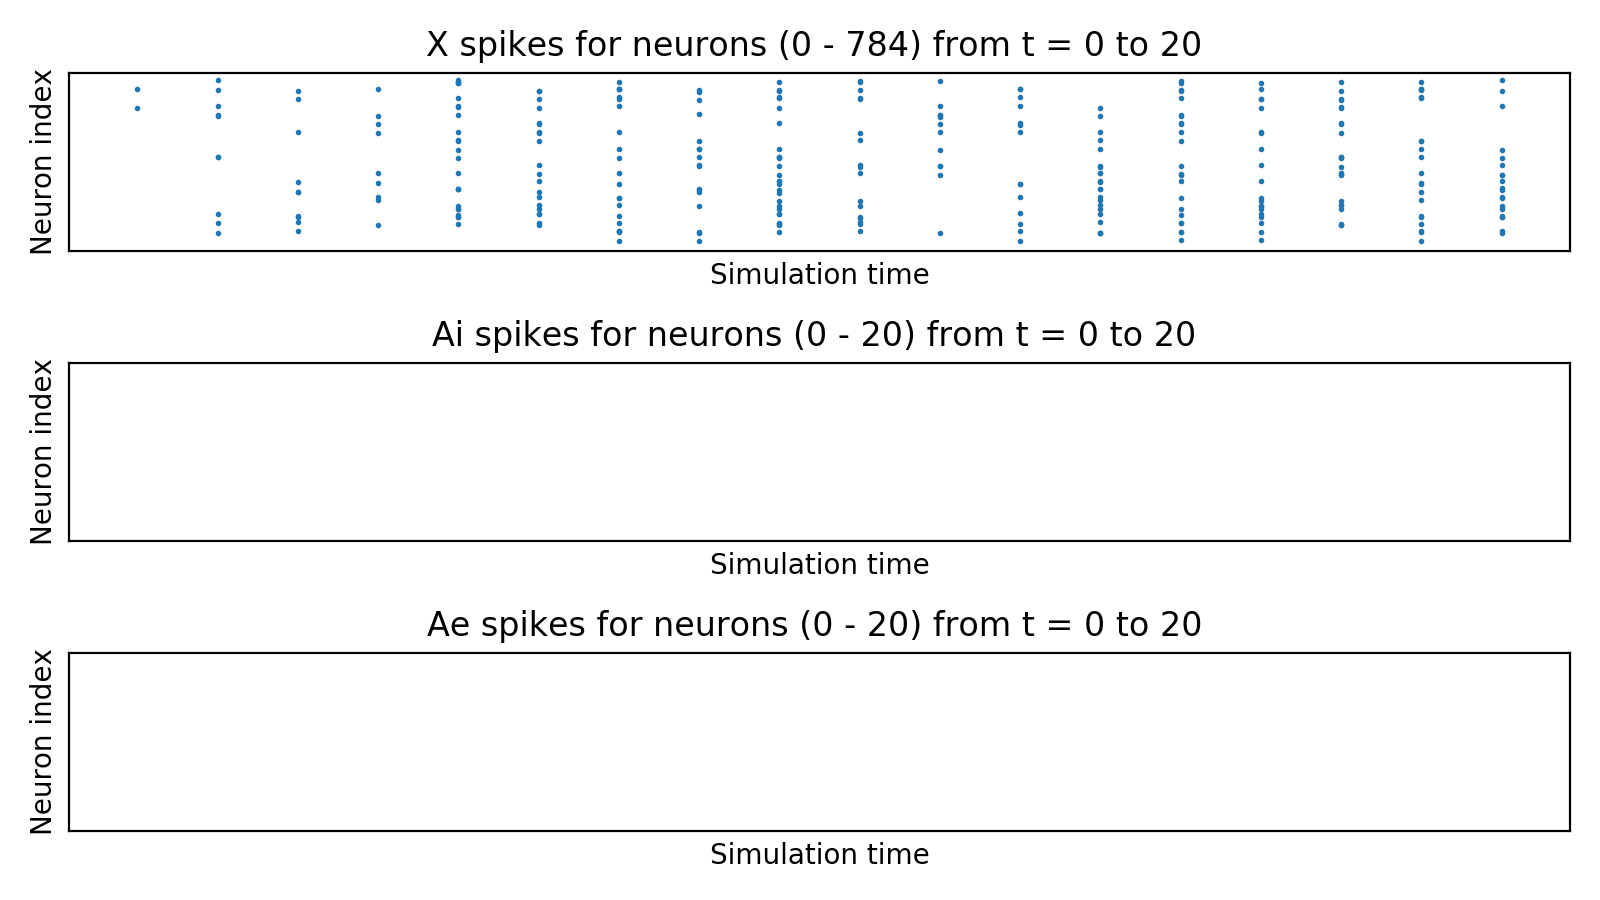 X spikes for neurons (0 - 784) from t = 0 to 20
Neuron index
Simulation time
Ai spikes for neurons (0 - 20) from t = 0 to 20
Neuron index
Simulation time
Ae spikes for neurons (0 - 20) from t = 0 to 20
Neuron index
Simulation time